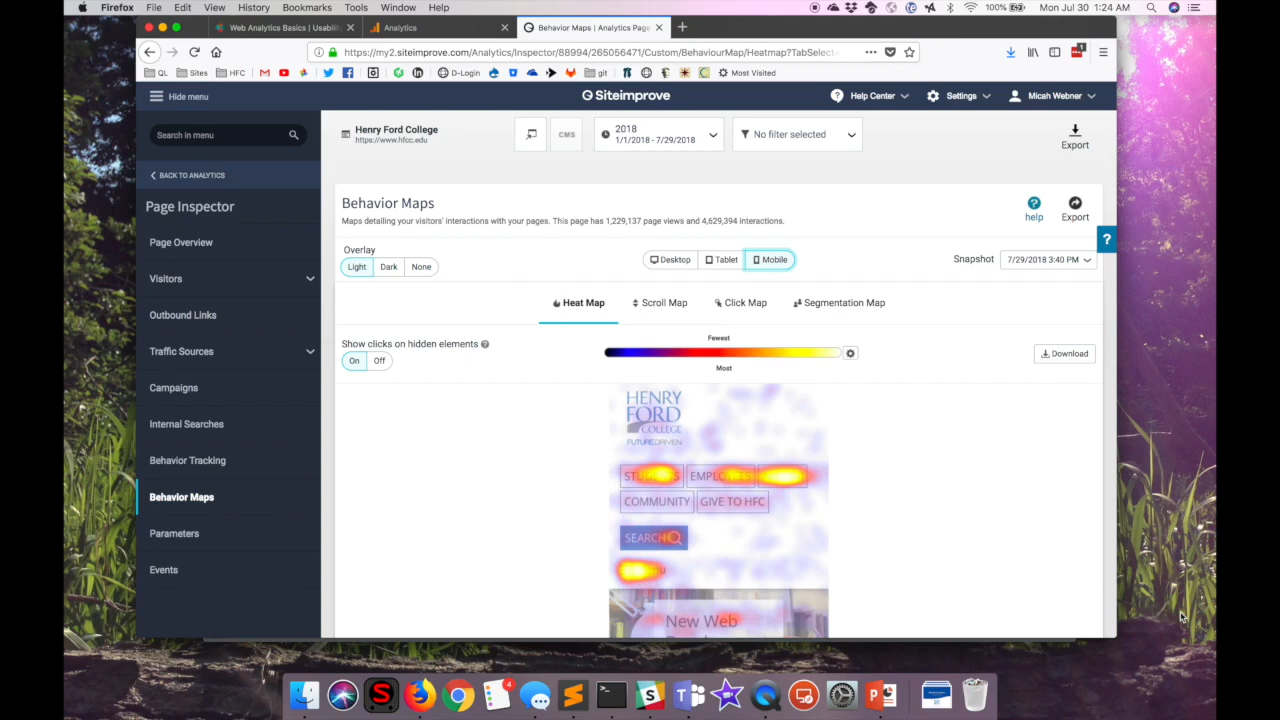 Firefox File Edit View History Bookmarks Tools Window Help 100% Mon Jul 30 1:24 AM
Web Analytics Basics | Usabili Analytics Behavior Maps | Analytics Page
https://my2.siteimprove.com/Analytics/Inspector/88994/265056471/Custom/BehaviourMap/Heatmap?TabSelect
QL Sites HFC D-Login git Most Visited
Hide menu Siteimprove Help Center Settings Micah Webner
Search in menu
Henry Ford College
https://www.hfcc.edu
CMS
2018
1/1/2018 - 7/29/2018
No filter selected
Export
BACK TO ANALYTICS
Page Inspector
Page Overview
Visitors
Outbound Links
Traffic Sources
Campaigns
Internal Searches
Behavior Tracking
Behavior Maps
Parameters
Events
Behavior Maps
Maps detailing your visitors' interactions with your pages. This page has 1,229,137 page views and 4,629,394 interactions.
help
Export
?
Overlay
Light Dark None
Desktop Tablet Mobile
Snapshot 7/29/2018 3:40 PM
Heat Map Scroll Map Click Map Segmentation Map
Show clicks on hidden elements
On Off
Fewest
Most
Download
HENRY
FORD
COLLEGE
FUTUREDRIVEN
STUDENTS EMPLOYEES
COMMUNITY GIVE TO HFC
SEARCH
New Web
4